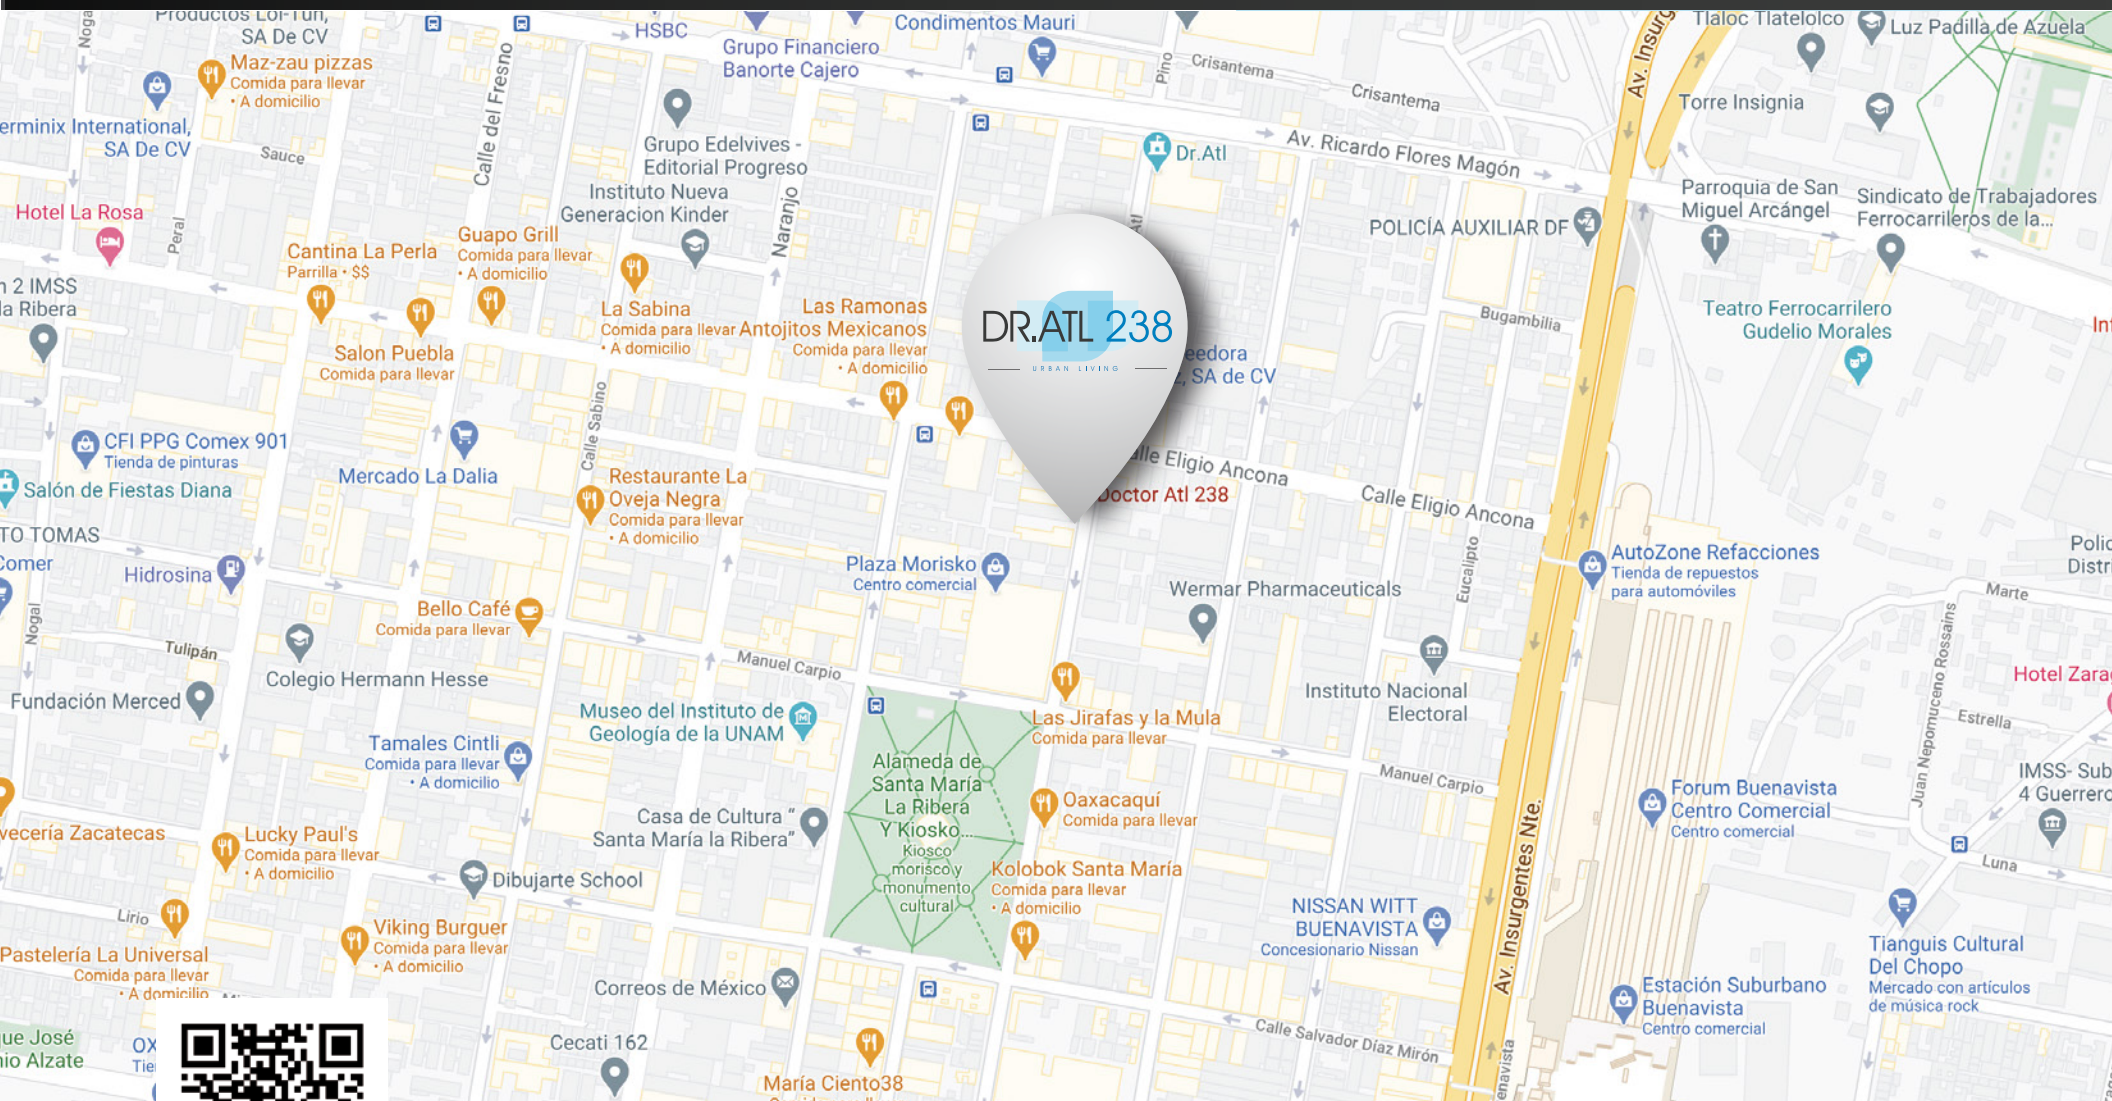 Productos Lol-Tun,
SA De CV
HSBC
Condimentos Mauri
Grupo Financiero
Banorte Cajero
Tlaloc Tlatelolco
Luz Padilla de Azuela
Av. Insurg
Noga
Maz-zau pizzas
Comida para llevar
• A domicilio
Calle del Fresno
Pino
Crisantema
Crisantema
Torre Insignia
erminix International,
SA De CV
Sauce
Grupo Edelvives -
Editorial Progreso
Dr.Atl
Av. Ricardo Flores Magón
Instituto Nueva
Generacion Kinder
Naranjo
Parroquia de San
Miguel Arcángel
Sindicato de Trabajadores
Ferrocarrileros de la...
Hotel La Rosa
Peral
Atl
POLICÍA AUXILIAR DF
Cantina La Perla
Parrilla • $$
Guapo Grill
Comida para llevar
• A domicilio
n 2 IMSS
la Ribera
La Sabina
Comida para llevar
• A domicilio
Las Ramonas
Antojitos Mexicanos
Comida para llevar
• A domicilio
DR.ATL 238
URBAN LIVING
eedora
, SA de CV
Bugambilia
Teatro Ferrocarrilero
Gudelio Morales
Int
Salon Puebla
Comida para llevar
Calle Sabino
CFI PPG Comex 901
Tienda de pinturas
Mercado La Dalia
Salón de Fiestas Diana
Restaurante La
Oveja Negra
Comida para llevar
• A domicilio
alle Eligio Ancona
Doctor Atl 238
Calle Eligio Ancona
TO TOMAS
Comer
Hidrosina
Plaza Morisko
Centro comercial
Wermar Pharmaceuticals
Eucalipto
AutoZone Refacciones
Tienda de repuestos
para automóviles
Polic
Distri
Marte
Nogal
Bello Café
Comida para llevar
Tulipán
Colegio Hermann Hesse
Manuel Carpio
Juan Nepomuceno Rossains
Hotel Zarag
Fundación Merced
Museo del Instituto de
Geología de la UNAM
Las Jirafas y la Mula
Comida para llevar
Instituto Nacional
Electoral
Estrella
Tamales Cintli
Comida para llevar
• A domicilio
Alameda de
Santa María
La Ribera
Y Kiosko...
Kiosco
morisco y
monumento
cultural
Manuel Carpio
IMSS- Sub
4 Guerrero
Forum Buenavista
Centro Comercial
Centro comercial
Oaxacaquí
Comida para llevar
Casa de Cultura “
Santa María la Ribera”
vecería Zacatecas
Lucky Paul's
Comida para llevar
• A domicilio
Kolobok Santa María
Comida para llevar
• A domicilio
Av. Insurgentes Nte.
Luna
Dibujarte School
Lirio
Viking Burguer
Comida para llevar
• A domicilio
NISSAN WITT
BUENAVISTA
Concesionario Nissan
Tianguis Cultural
Del Chopo
Mercado con artículos
de música rock
Pastelería La Universal
Comida para llevar
• A domicilio
Correos de México
Estación Suburbano
Buenavista
Centro comercial
ue José
nio Alzate
OX
Tie
Cecati 162
Calle Salvador Díaz Mirón
enavista
María Ciento38